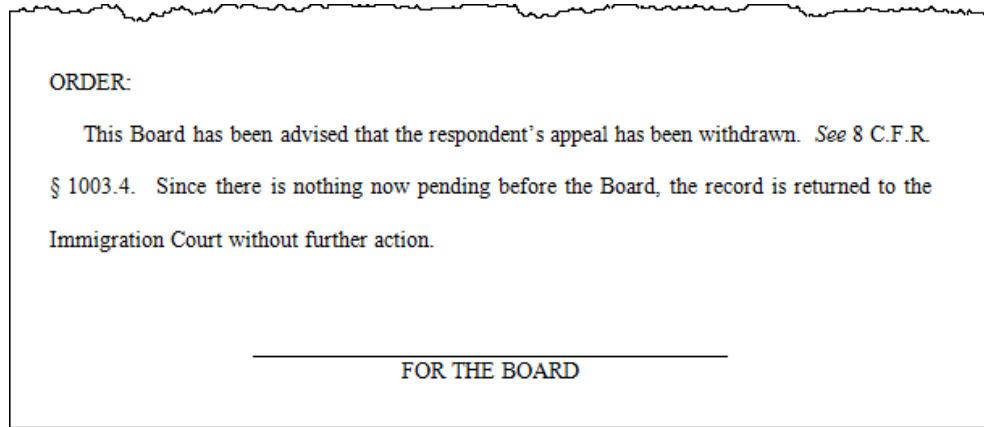 ORDER:
This Board has been advised that the respondent’s appeal has been withdrawn. See 8 C.F.R.
§ 1003.4. Since there is nothing now pending before the Board, the record is returned to the
Immigration Court without further action.
FOR THE BOARD